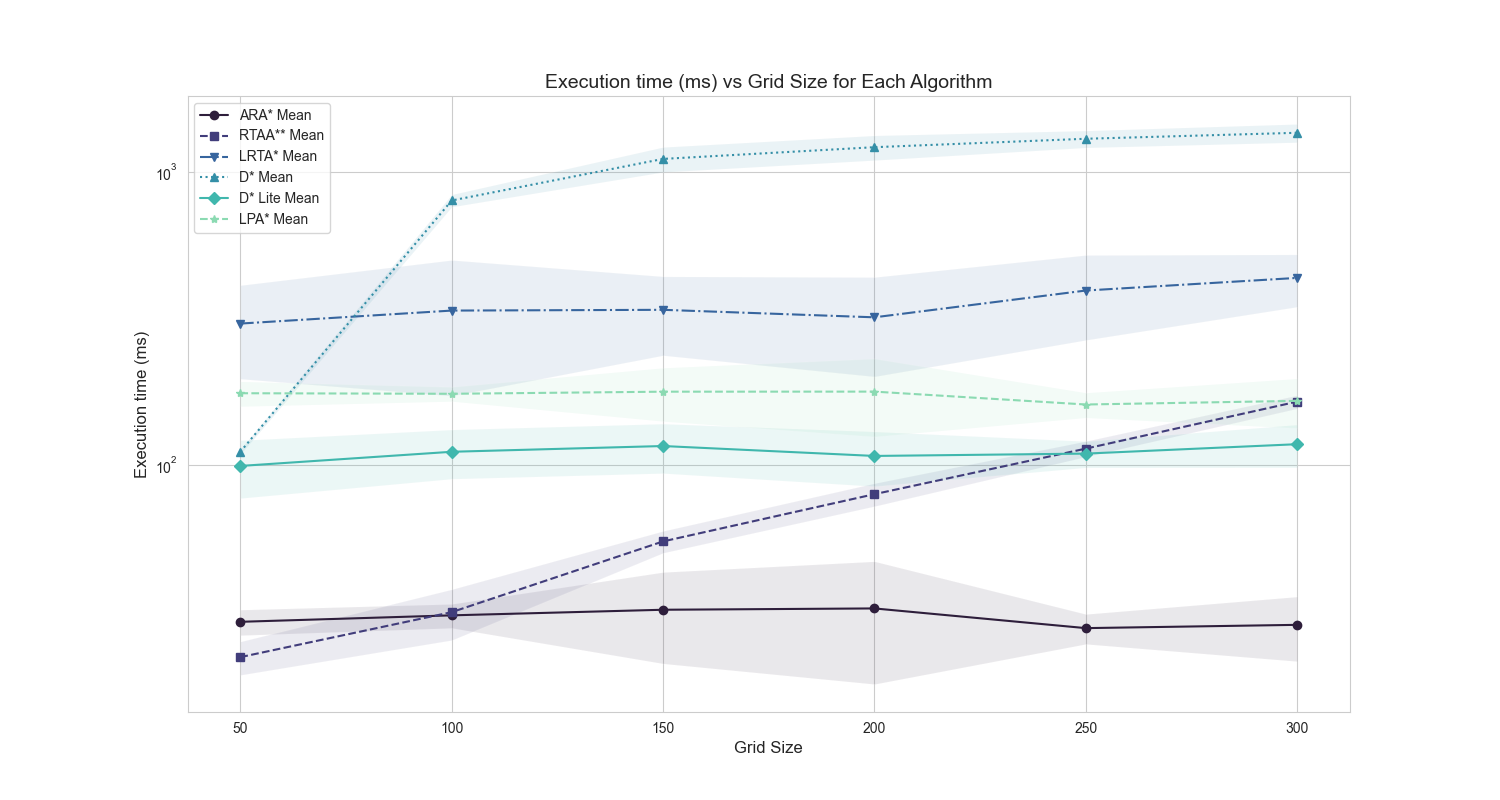 Execution time (ms) vs Grid Size for Each Algorithm
ARA* Mean
RTAA** Mean
LRTA* Mean
D* Mean
D* Lite Mean
LPA* Mean
10³
10²
Execution time (ms)
50 100 150 200 250 300
Grid Size